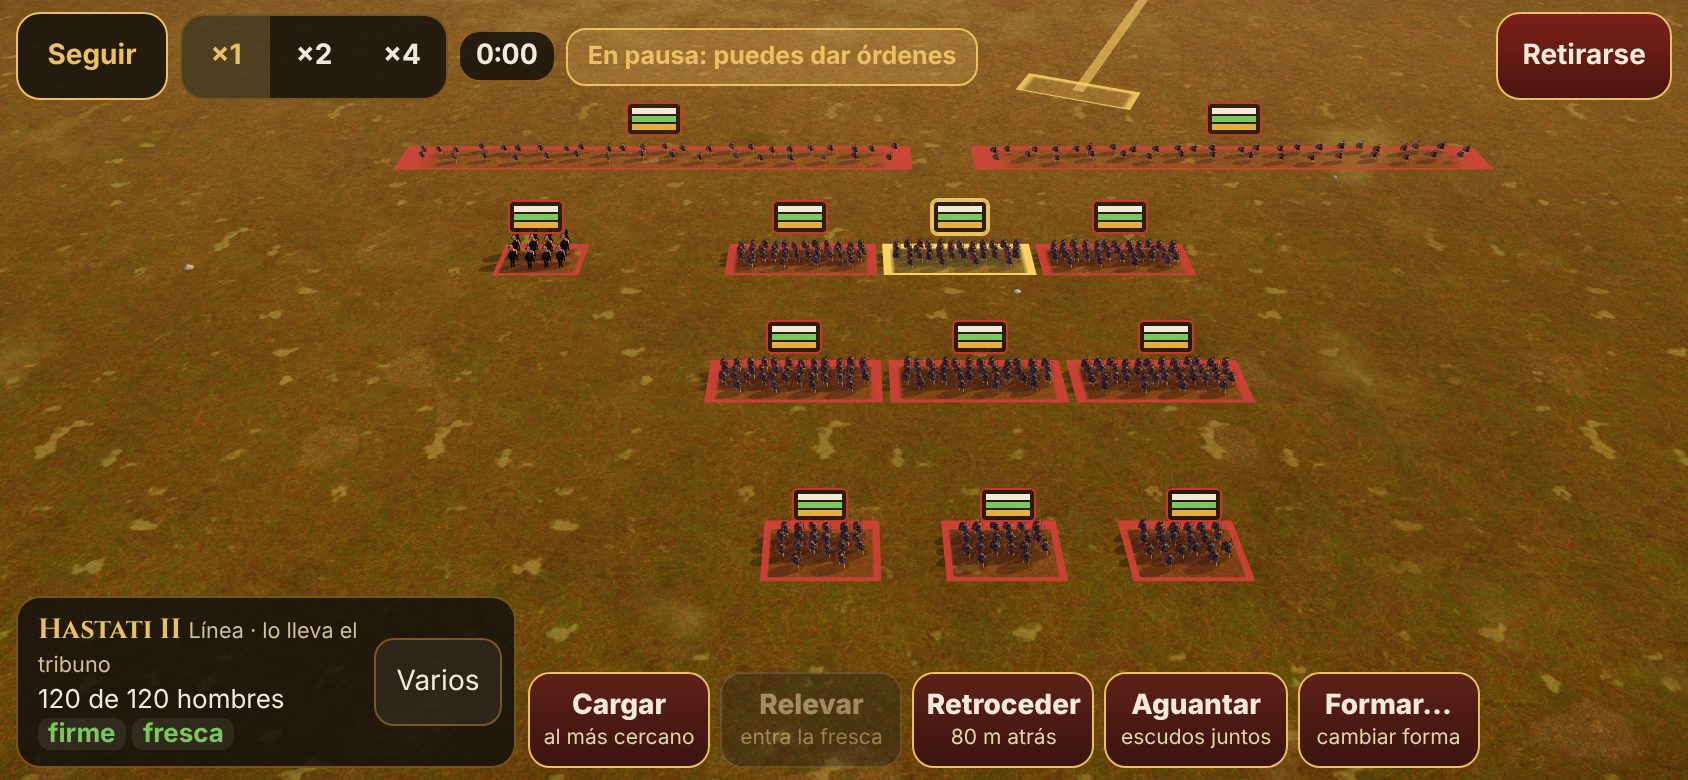 Seguir
×1 ×2 ×4
0:00
En pausa: puedes dar órdenes
Retirarse
HASTATI II Línea · lo lleva el
tribuno
120 de 120 hombres
firme fresca
Varios
Cargar
al más cercano
Relevar
entra la fresca
Retroceder
80 m atrás
Aguantar
escudos juntos
Formar...
cambiar forma